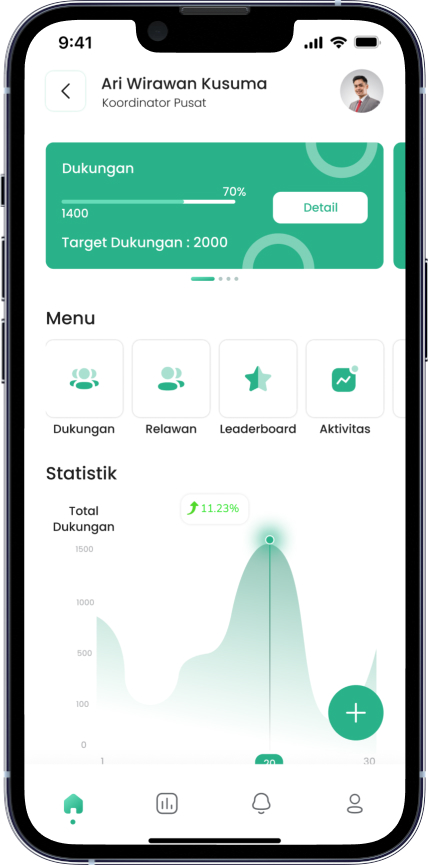 9:41
Ari Wirawan Kusuma
Koordinator Pusat
Dukungan
70%
1400
Detail
Target Dukungan : 2000
Menu
Dukungan
Relawan
Leaderboard
Aktivitas
Statistik
Total
Dukungan
11.23%
1500
1000
500
100
0
1
20
30